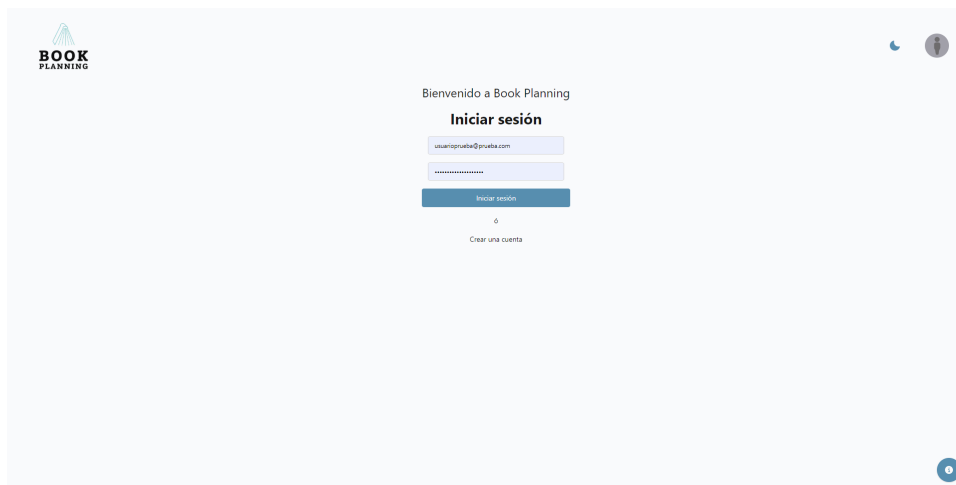 BOOK
PLANNING
Bienvenido a Book Planning
Iniciar sesión
usuarioprueba@prueba.com
Iniciar sesión
ó
Crear una cuenta